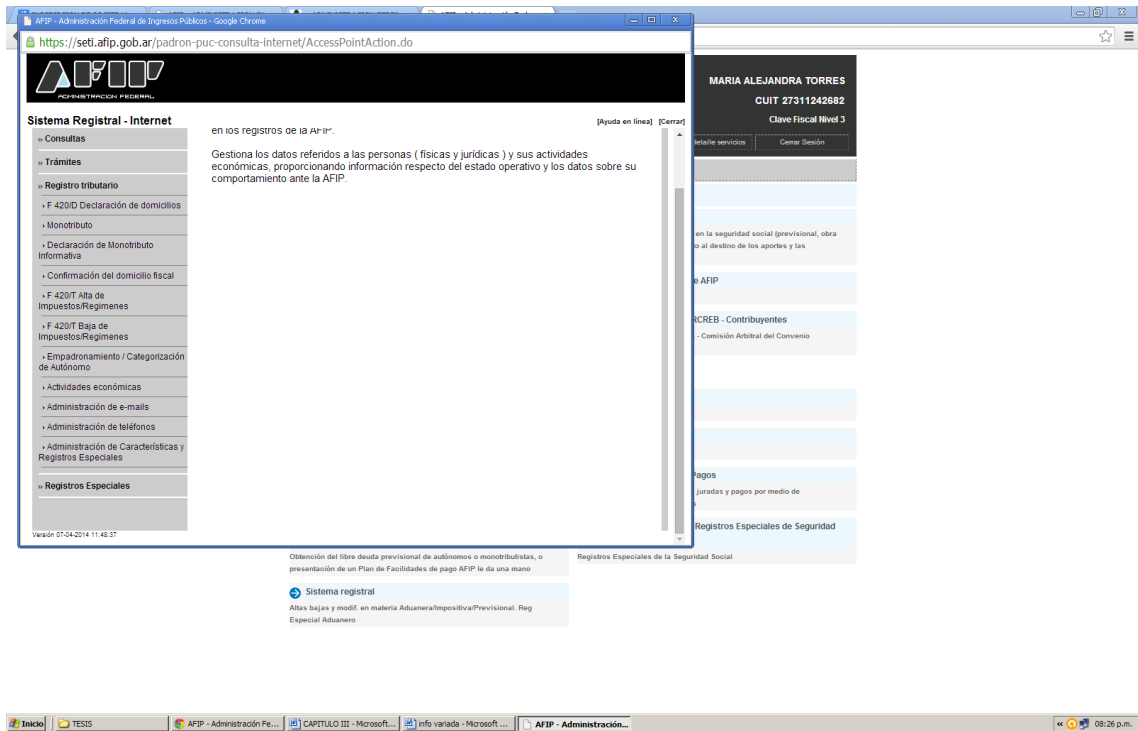 AFIP - Administración Federal de Ingresos Públicos - Google Chrome
https://seti.afip.gob.ar/padron-puc-consulta-internet/AccessPointAction.do
AFIP
ADMINISTRACION FEDERAL
Sistema Registral - Internet
[Ayuda en línea] [Cerrar]
» Consultas
» Trámites
» Registro tributario
› F 420/D Declaración de domicilios
› Monotributo
› Declaración de Monotributo
Informativa
› Confirmación del domicilio fiscal
› F 420/T Alta de
Impuestos/Regimenes
› F 420/T Baja de
Impuestos/Regimenes
› Empadronamiento / Categorización
de Autónomo
› Actividades económicas
› Administración de e-mails
› Administración de teléfonos
› Administración de Características y
Registros Especiales
» Registros Especiales
Versión 07-04-2014 11:48:37
en los registros de la AFIP.
Gestiona los datos referidos a las personas ( físicas y jurídicas ) y sus actividades
económicas, proporcionando información respecto del estado operativo y los datos sobre su
comportamiento ante la AFIP.
MARIA ALEJANDRA TORRES
CUIT 27311242682
Clave Fiscal Nivel 3
detalle servicios
Cerrar Sesión
en la seguridad social (previsional, obra
o al destino de los aportes y las
e AFIP
RCREB - Contribuyentes
- Comisión Arbitral del Convenio
Pagos
juradas y pagos por medio de
s
Registros Especiales de Seguridad
Obtención del libre deuda previsional de autónomos o monotributistas, o
presentación de un Plan de Facilidades de pago AFIP le da una mano
Registros Especiales de la Seguridad Social
Sistema registral
Altas bajas y modif. en materia Aduanera/Impositiva/Previsional. Reg
Especial Aduanero
Inicio
TESIS
AFIP - Administración Fe...
CAPITULO III - Microsoft...
info variada - Microsoft ...
AFIP - Administración...
08:26 p.m.